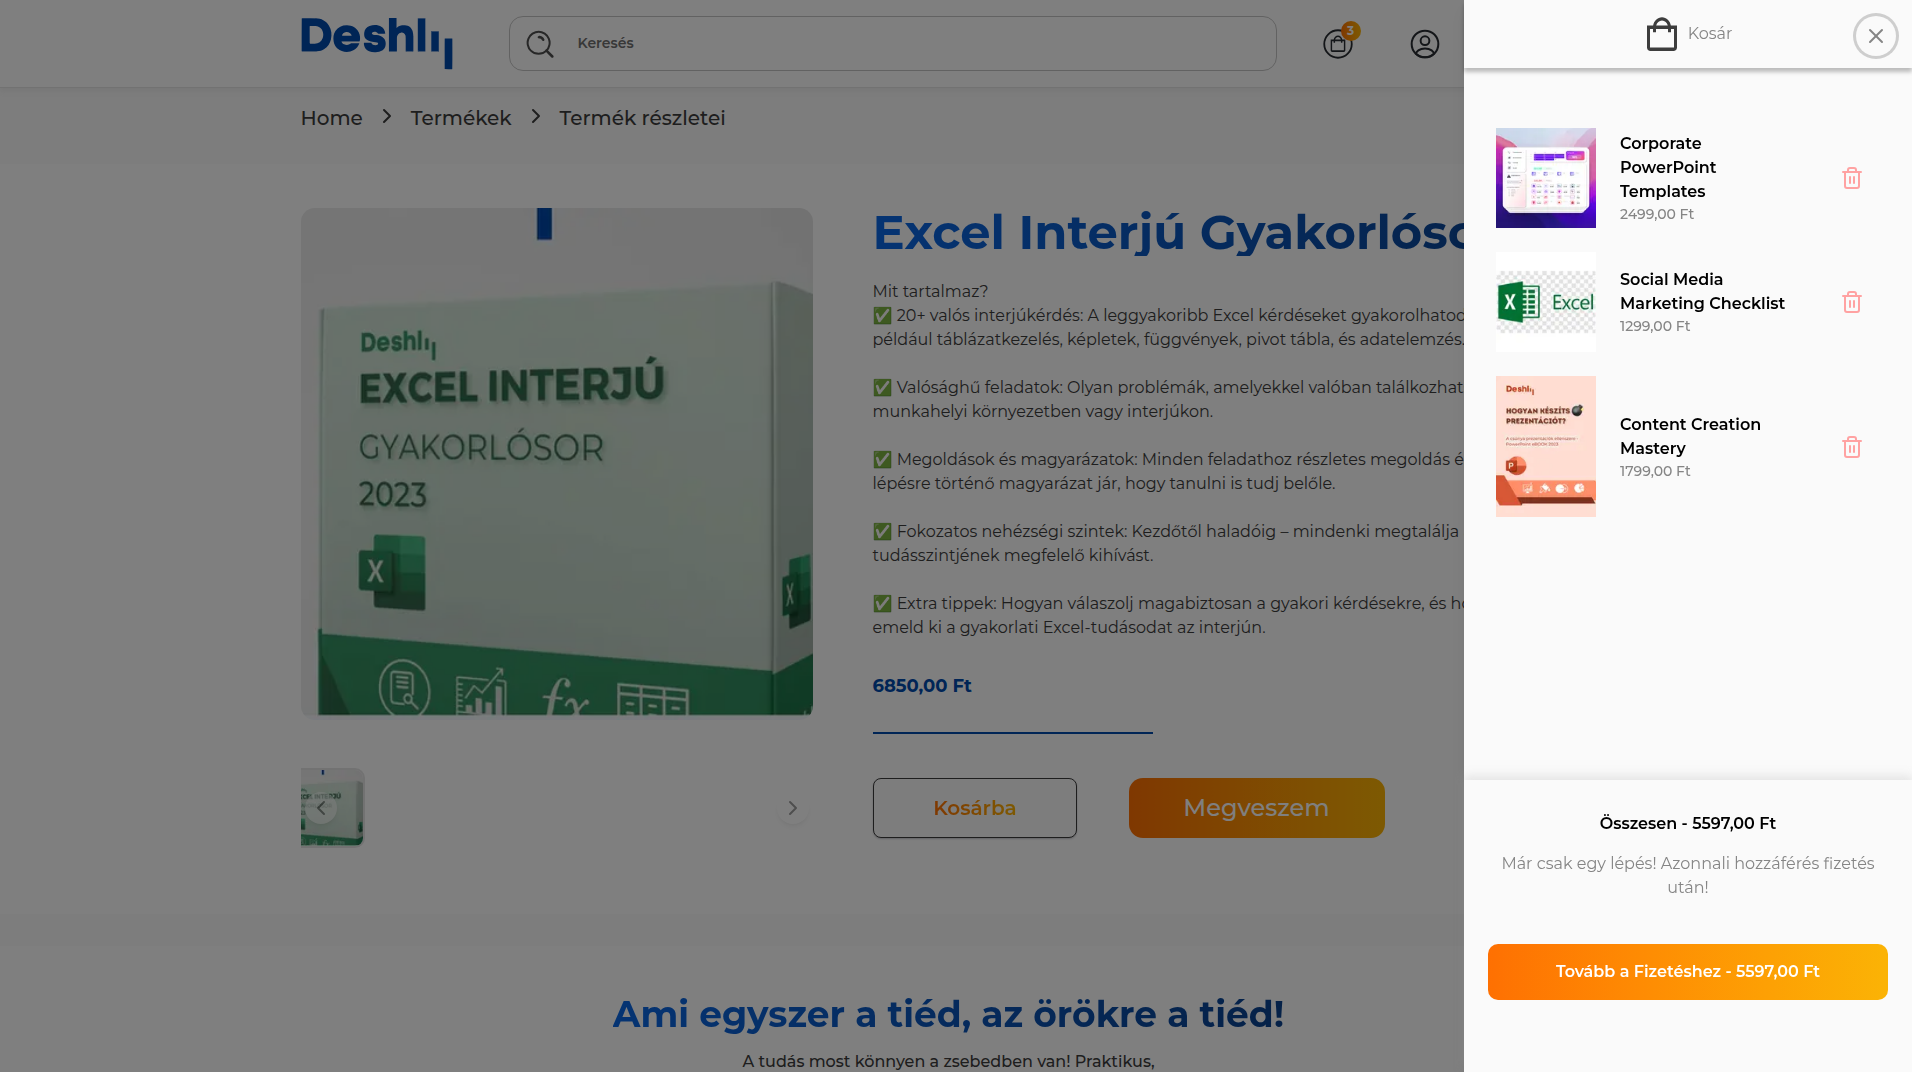 Deshl
Keresés
3
Kosár
Home
Termékek
Termék részletei
Deshl
EXCEL INTERJÚ
GYAKORLÓSOR
2023
X
fx
Excel Interjú Gyakorlóso
Mit tartalmaz?
✅ 20+ valós interjúkérdés: A leggyakoribb Excel kérdéseket gyakorolhatod
például táblázatkezelés, képletek, függvények, pivot tábla, és adatelemzés.
✅ Valósághű feladatok: Olyan problémák, amelyekkel valóban találkozhat
munkahelyi környezetben vagy interjúkon.
✅ Megoldások és magyarázatok: Minden feladathoz részletes megoldás é
lépésre történő magyarázat jár, hogy tanulni is tudj belőle.
✅ Fokozatos nehézségi szintek: Kezdőtől haladóig – mindenki megtalálja
tudásszintjének megfelelő kihívást.
✅ Extra tippek: Hogyan válaszolj magabiztosan a gyakori kérdésekre, és h
emeld ki a gyakorlati Excel-tudásodat az interjún.
6850,00 Ft
Kosárba
Megveszem
Ami egyszer a tiéd, az örökre a tiéd!
A tudás most könnyen a zsebedben van! Praktikus,
Corporate
PowerPoint
Templates
2499,00 Ft
X Excel
Social Media
Marketing Checklist
1299,00 Ft
Deshl
HOGYAN KÉSZÍTS
PREZENTÁCIÓT?
P
Content Creation
Mastery
1799,00 Ft
Összesen - 5597,00 Ft
Már csak egy lépés! Azonnali hozzáférés fizetés
után!
Tovább a Fizetéshez - 5597,00 Ft